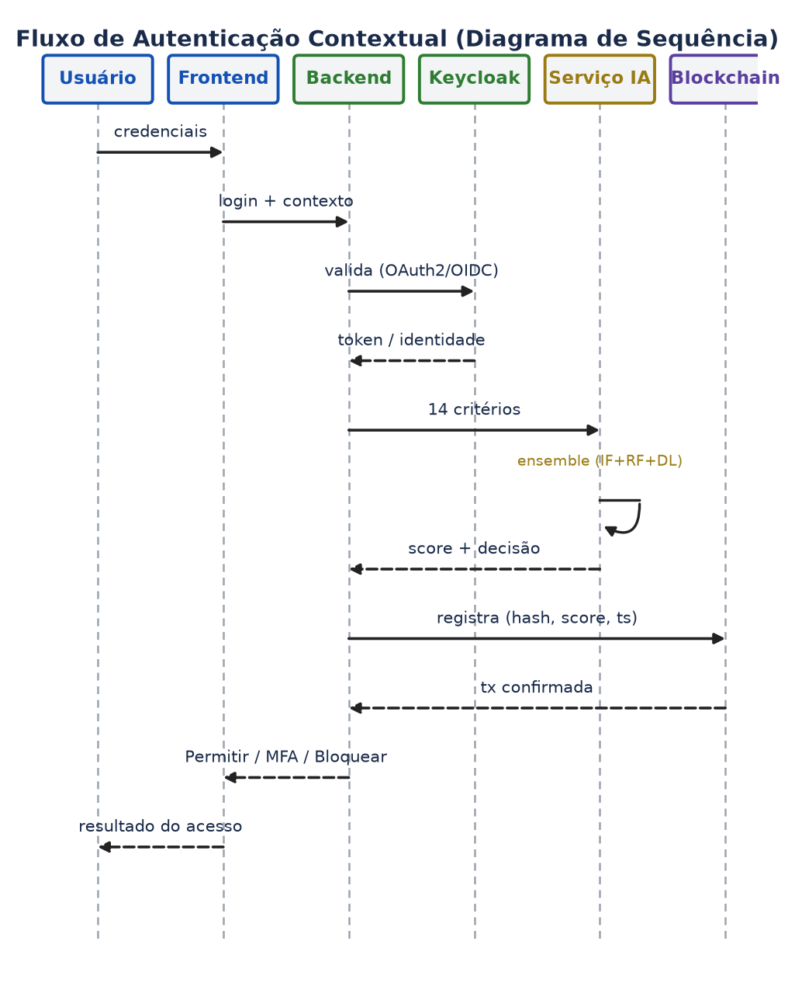 Fluxo de Autenticação Contextual (Diagrama de Sequência)
Usuário
Frontend
Backend
Keycloak
Serviço IA
Blockchain
credenciais
login + contexto
valida (OAuth2/OIDC)
token / identidade
14 critérios
ensemble (IF+RF+DL)
score + decisão
registra (hash, score, ts)
tx confirmada
Permitir / MFA / Bloquear
resultado do acesso